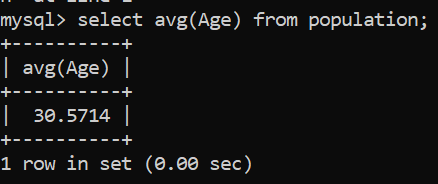 mysql> select avg(Age) from population;
+----------+
| avg(Age) |
+----------+
|  30.5714 |
+----------+
1 row in set (0.00 sec)